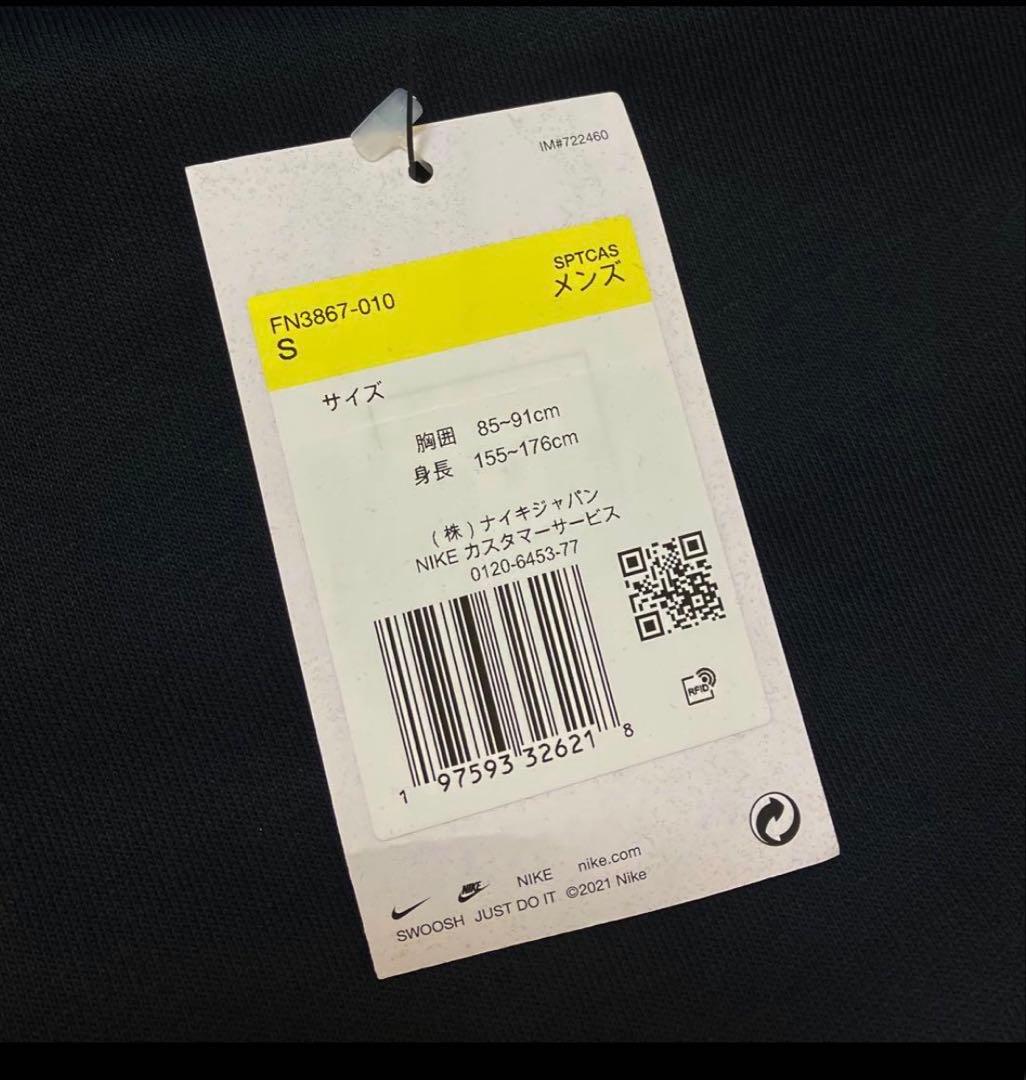 IM#722460
SPTCAS
FN3867-010 メンズ
S
サイズ
胸囲 85~91cm
身長 155~176cm
(株)ナイキジャパン
NIKE カスタマーサービス
0120-6453-77
RFID
1 97593 32621 8
NIKE NIKE nike.com
SWOOSH JUST DO IT ©2021 Nike